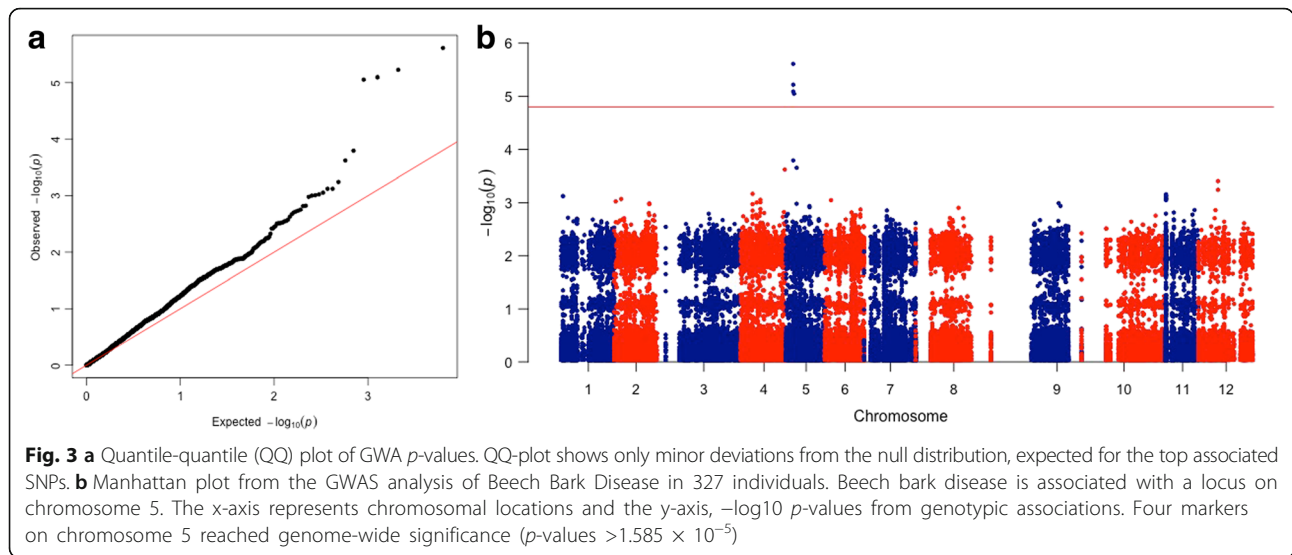 a
Observed −log10(p)
5
4
3
2
1
0
0 1 2 3
Expected −log10(p)
b
−log10(p)
6
5
4
3
2
1
0
1 2 3 4 5 6 7 8 9 10 11 12
Chromosome
Fig. 3 a Quantile-quantile (QQ) plot of GWA p-values. QQ-plot shows only minor deviations from the null distribution, expected for the top associated
SNPs. b Manhattan plot from the GWAS analysis of Beech Bark Disease in 327 individuals. Beech bark disease is associated with a locus on
chromosome 5. The x-axis represents chromosomal locations and the y-axis, −log10 p-values from genotypic associations. Four markers
on chromosome 5 reached genome-wide significance (p-values >1.585 × 10−5)